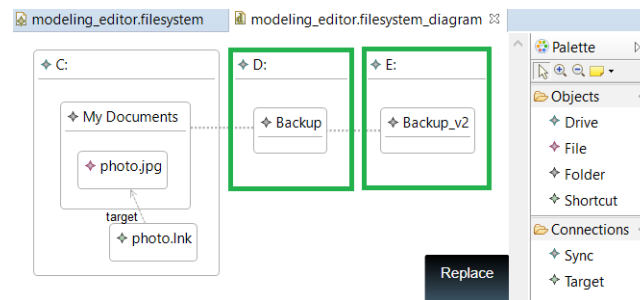 modeling_editor.filesystem
modeling_editor.filesystem_diagram
C:
D:
E:
My Documents
Backup
Backup_v2
photo.jpg
target
photo.lnk
Replace
Palette
Objects
Drive
File
Folder
Shortcut
Connections
Sync
Target